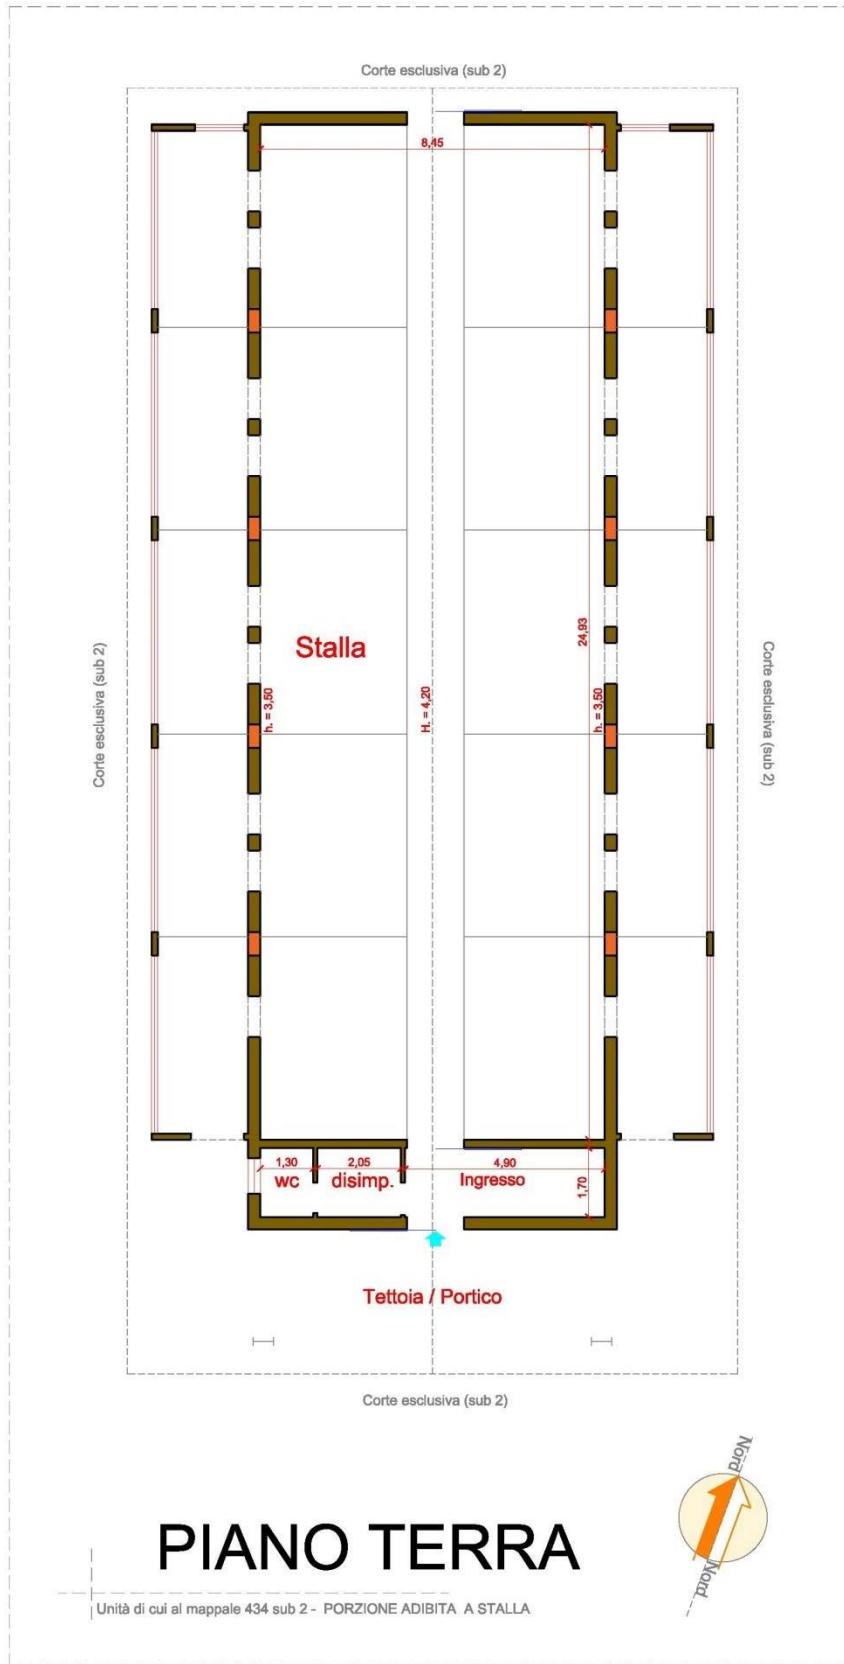 Corte esclusiva (sub 2)
8,45
Stalla
24,93
Corte esclusiva (sub 2)
h. = 3,50
H. = 4,20
h. = 3,50
Corte esclusiva (sub 2)
1,30
2,05
4,90
wc
disimp.
Ingresso
1,70
Tettoia / Portico
Corte esclusiva (sub 2)
Nord
Nord
PIANO TERRA
Unità di cui al mappale 434 sub 2 - PORZIONE ADIBITA A STALLA